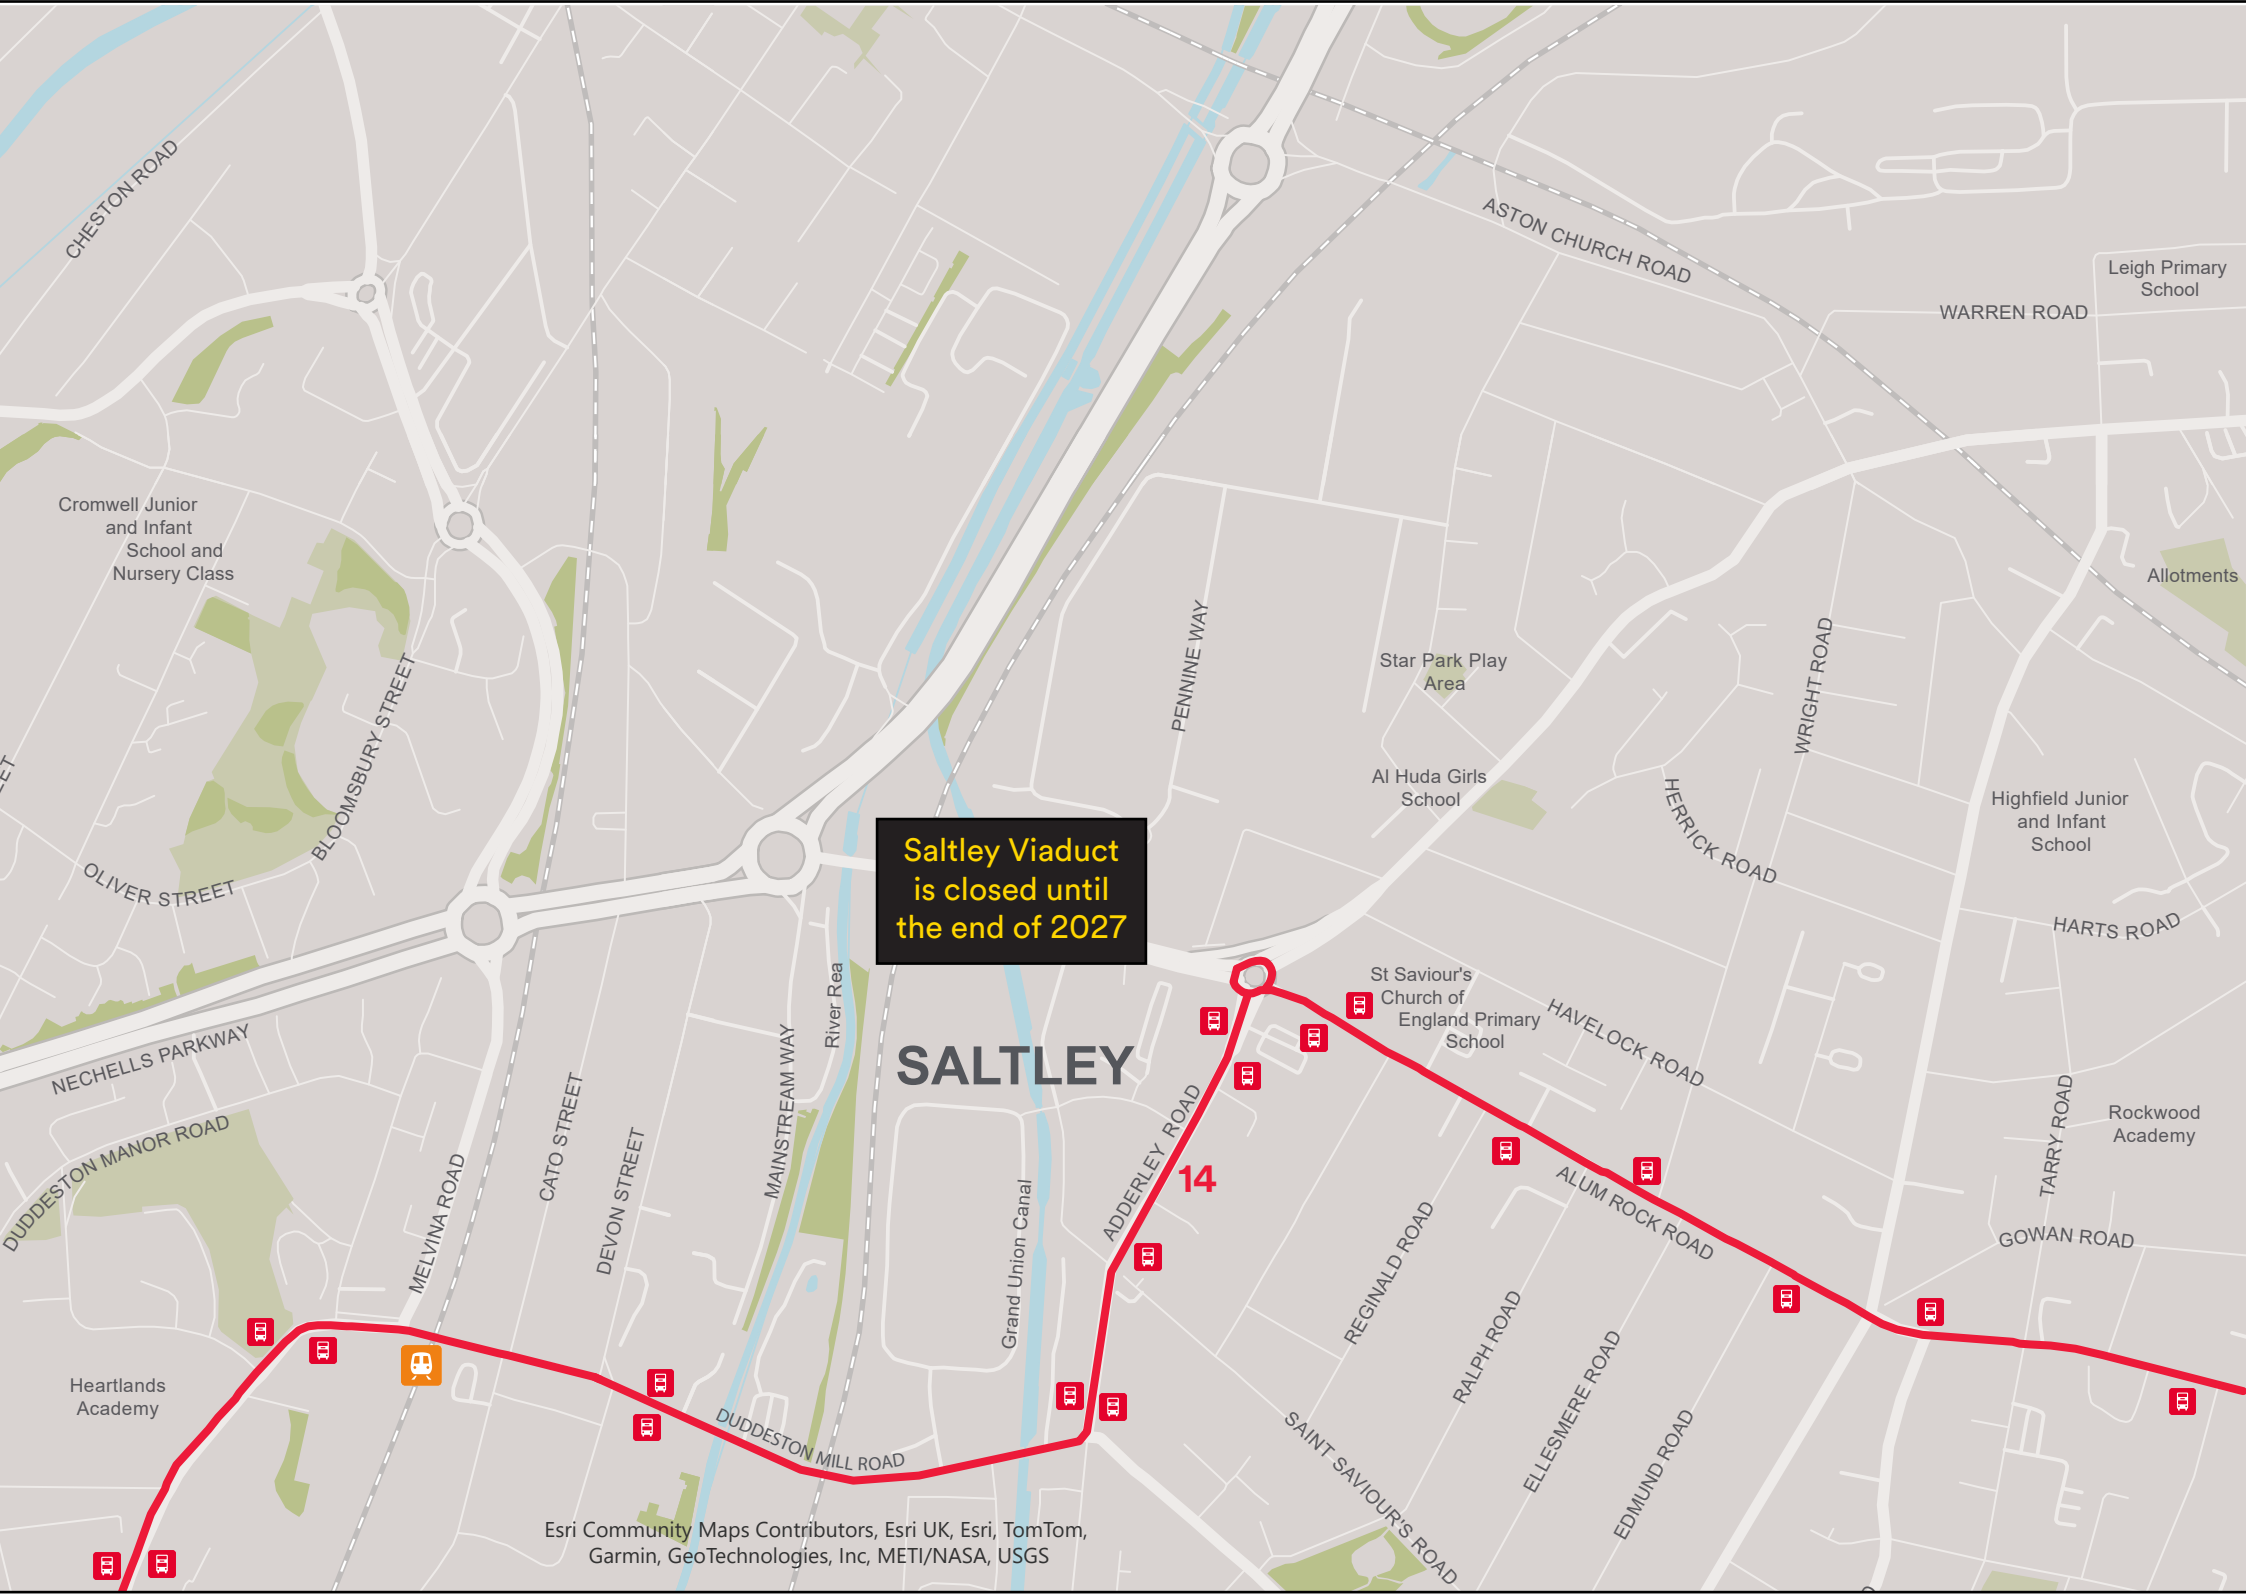 CHESTON ROAD
ASTON CHURCH ROAD
Leigh Primary
School
WARREN ROAD
Cromwell Junior
and Infant
School and
Nursery Class
Allotments
PENNINE WAY
WRIGHT ROAD
Star Park Play
Area
BLOOMSBURY STREET
Al Huda Girls
School
HERRICK ROAD
Highfield Junior
and Infant
School
OLIVER STREET
Saltley Viaduct
is closed until
the end of 2027
HARTS ROAD
St Saviour's
Church of
England Primary
School
River Rea
HAVELOCK ROAD
NECHELLS PARKWAY
SALTLEY
MAINSTREAM WAY
CATO STREET
DEVON STREET
DUDDESTON MANOR ROAD
MELVINA ROAD
ADDERLEY ROAD
14
TARRY ROAD
Rockwood
Academy
ALUM ROCK ROAD
GOWAN ROAD
Grand Union Canal
REGINALD ROAD
RALPH ROAD
ELLESMERE ROAD
EDMUND ROAD
Heartlands
Academy
DUDDESTON MILL ROAD
SAINT SAVIOUR'S ROAD
Esri Community Maps Contributors, Esri UK, Esri, TomTom,
Garmin, GeoTechnologies, Inc, METI/NASA, USGS